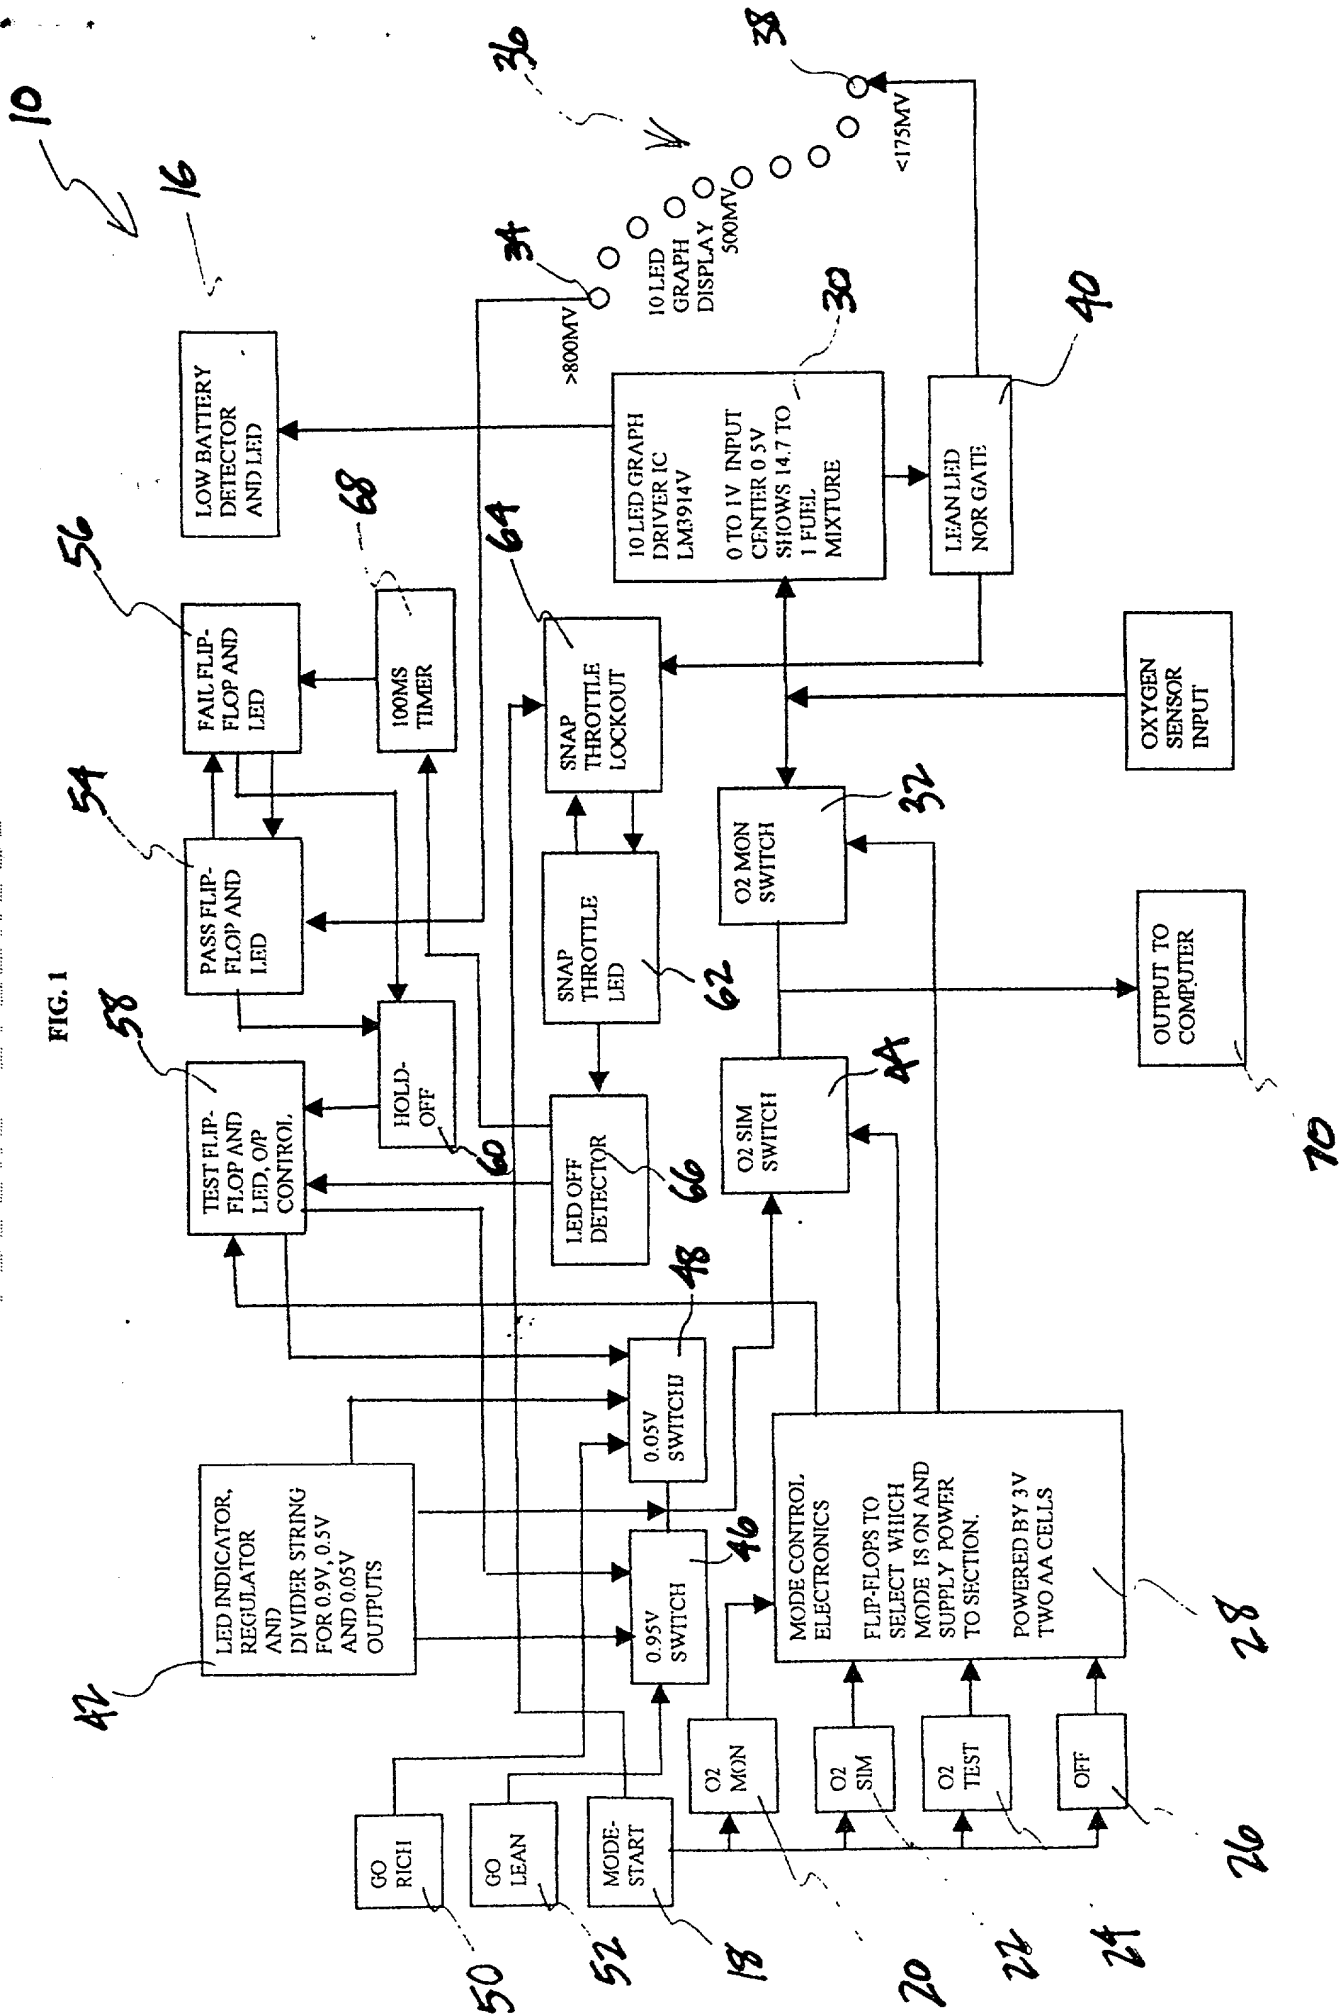 FIG. 1
10
16
LOW BATTERY
DETECTOR
AND LED
56
FAIL FLIP-
FLOP AND
LED
54
PASS FLIP-
FLOP AND
LED
58
TEST FLIP-
FLOP AND
LED, O/P
CONTROL
42
LED INDICATOR,
REGULATOR
AND
DIVIDER STRING
FOR 0.9V, 0.5V
AND 0.05V
OUTPUTS
68
100MS
TIMER
HOLD-
OFF
60
50
GO
RICH
52
GO
LEAN
18
MODE-
START
64
SNAP
THROTTLE
LOCKOUT
SNAP
THROTTLE
LED
62
LED OFF
DETECTOR
66
0.05V
SWITCHJ
48
0.95V
SWITCH
46
36
38
34
>800MV
10 LED
GRAPH
DISPLAY
500MV
<175MV
10 LED GRAPH
DRIVER IC
LM3914V
0 TO 1V INPUT
CENTER 0 5V
SHOWS 14.7 TO
1 FUEL
MIXTURE
30
LEAN LED
NOR GATE
40
O2 MON
SWITCH
32
O2 SIM
SWITCH
44
OXYGEN
SENSOR
INPUT
OUTPUT TO
COMPUTER
70
MODE CONTROL
ELECTRONICS
FLIP-FLOPS TO
SELECT WHICH
MODE IS ON AND
SUPPLY POWER
TO SECTION.
POWERED BY 3V
TWO AA CELLS
28
O2
MON
20
O2
SIM
22
O2
TEST
24
OFF
26